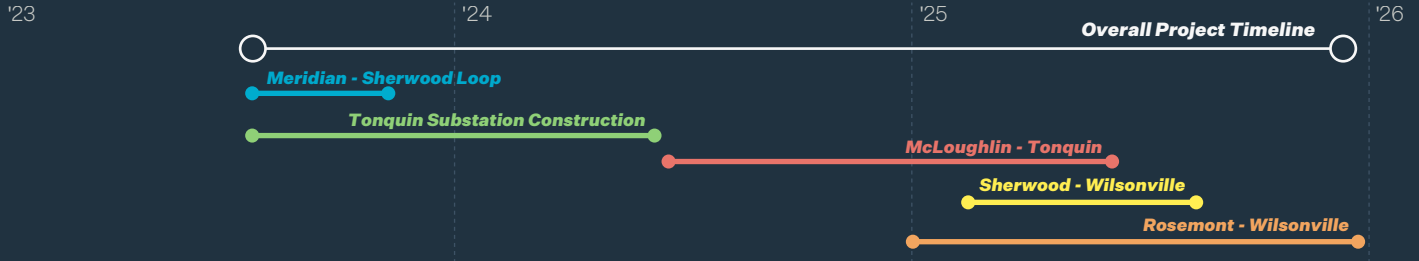 '23
'24
'25
'26
Overall Project Timeline
Meridian - Sherwood Loop
Tonquin Substation Construction
McLoughlin - Tonquin
Sherwood - Wilsonville
Rosemont - Wilsonville